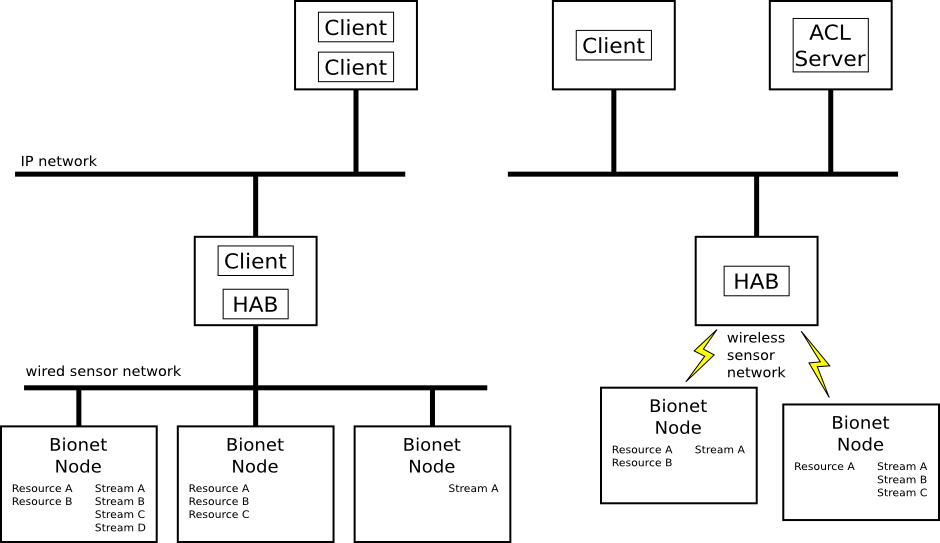 Client
Client
Client
ACL
Server
IP network
Client
HAB
HAB
wired sensor network
wireless
sensor
network
Bionet
Node
Resource A Stream A
Resource B Stream B
Stream C
Stream D
Bionet
Node
Resource A
Resource B
Resource C
Bionet
Node
Stream A
Bionet
Node
Resource A Stream A
Resource B
Bionet
Node
Resource A Stream A
Stream B
Stream C